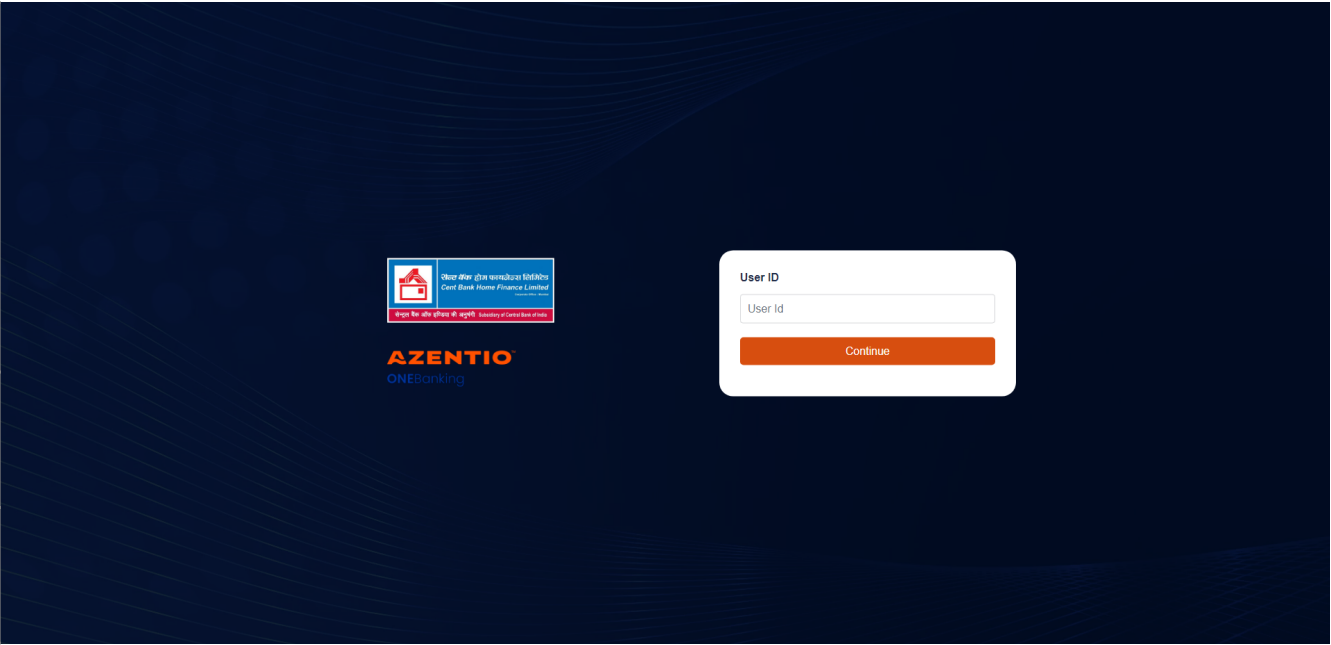 सेन्ट बैंक होम फायनेन्स लिमिटेड
Cent Bank Home Finance Limited
सेन्ट्रल बैंक ऑफ इण्डिया की अनुषंगी Subsidiary of Central Bank of India
AZENTIO™
ONEBanking
User ID
User Id
Continue